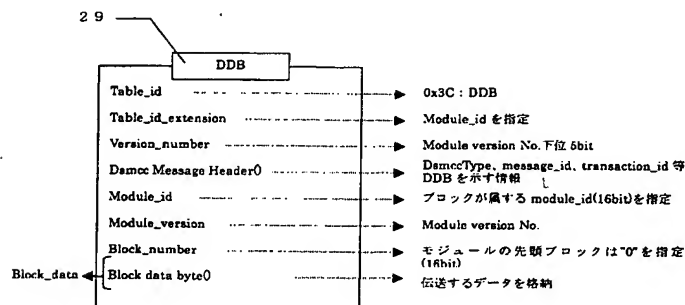 29
DDB
Table_id 0x3C : DDB
Table_id_extension Module_id を指定
Version_number Module version No.下位 5bit
Dsmcc Message Header() DsmccType、message_id、transaction_id 等
DDB を示す情報
Module_id ブロックが属する module_id(16bit)を指定
Module_version Module version No.
Block_number モジュールの先頭ブロックは"0"を指定
(16bit)
Block_data Block data byte() 伝送するデータを格納